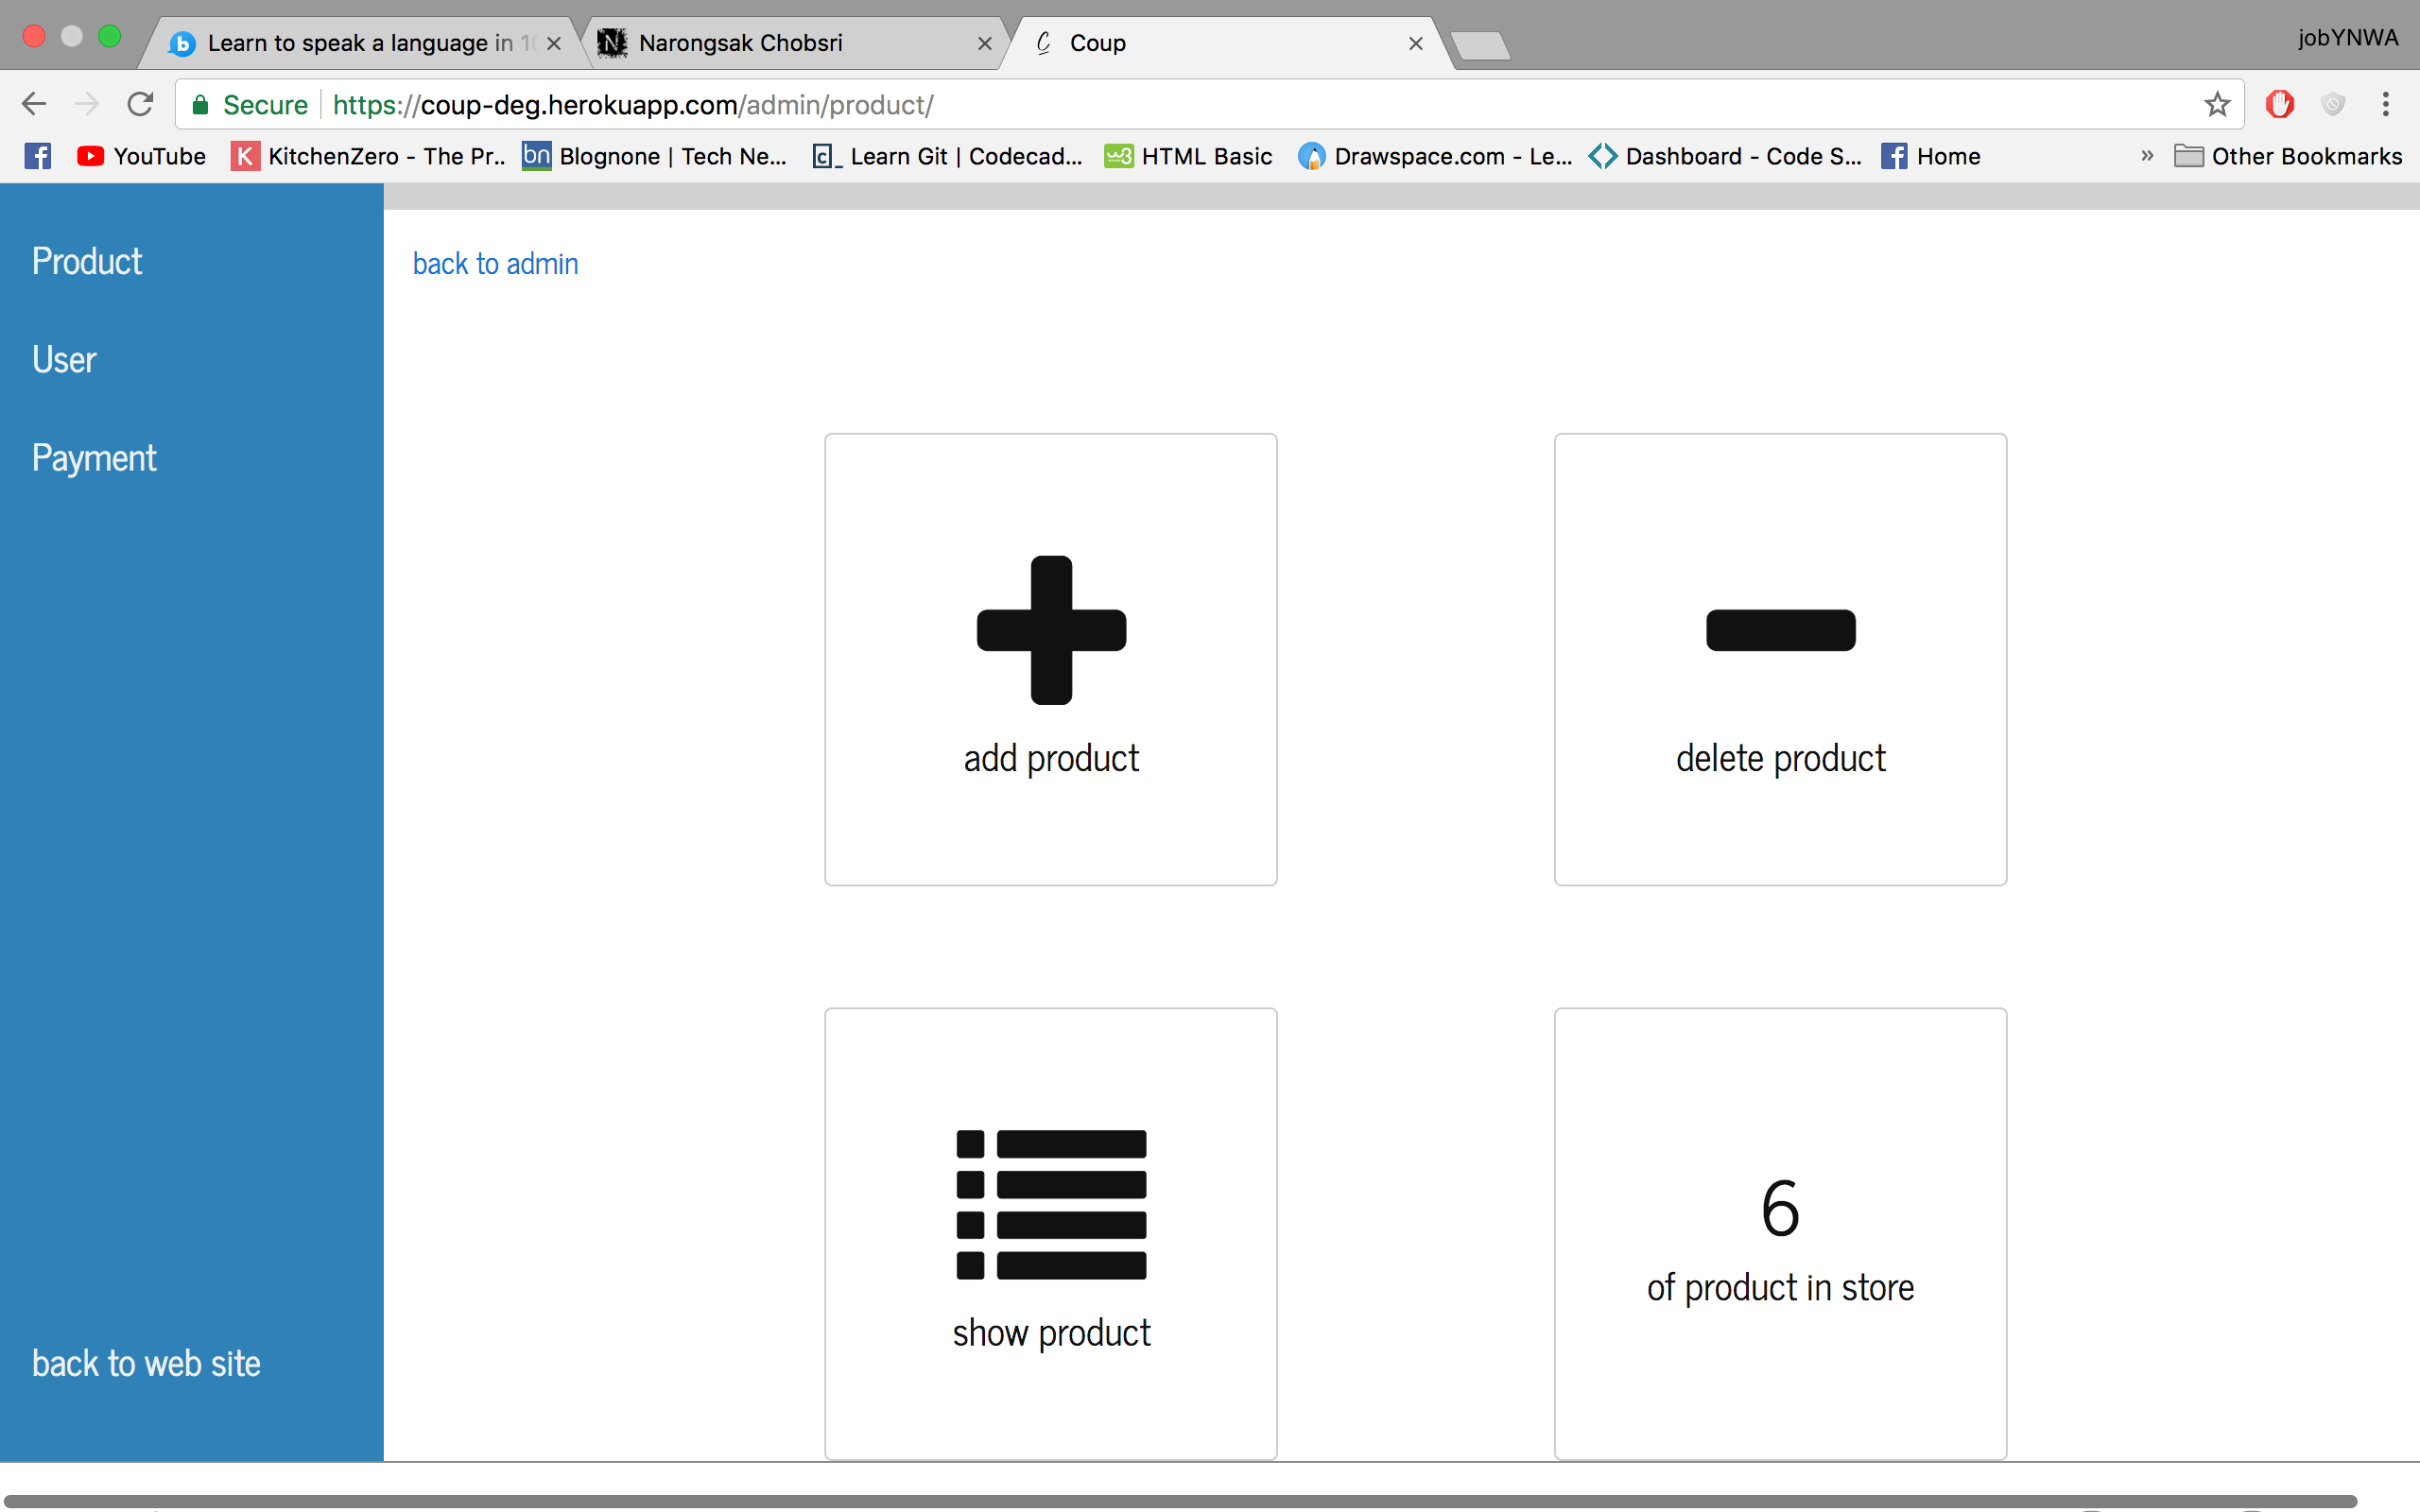 Learn to speak a language in 10
Narongsak Chobsri
Coup
jobYNWA
Secure
https://coup-deg.herokuapp.com/admin/product/
YouTube
KitchenZero - The Pr..
bn
Blognone | Tech Ne...
Learn Git | Codecad...
w3
HTML Basic
Drawspace.com - Le...
Dashboard - Code S...
Home
»
Other Bookmarks
Product
User
Payment
back to web site
back to admin
add product
delete product
show product
6
of product in store